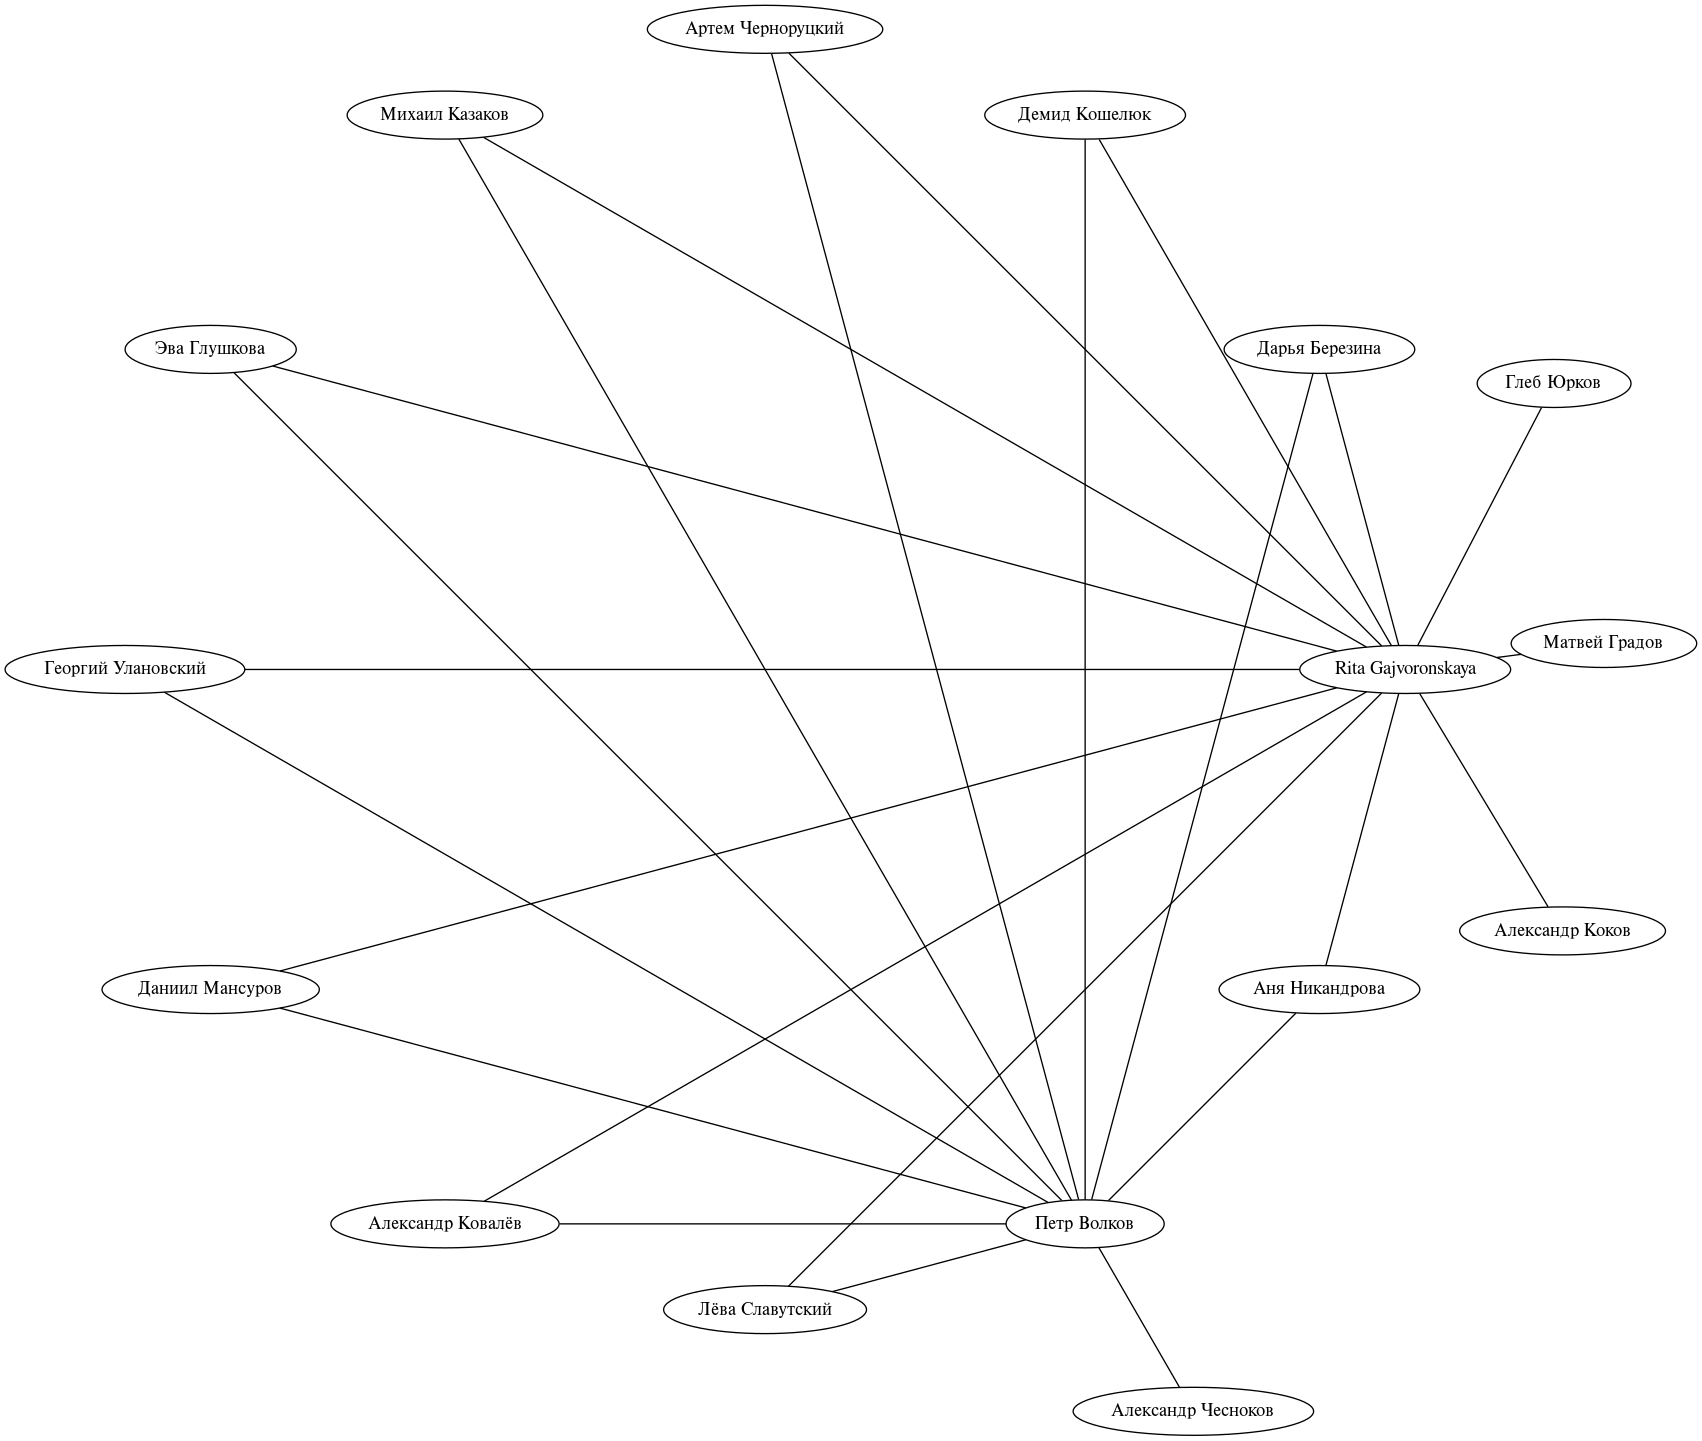 Артем Черноруцкий
Михаил Казаков
Демид Кошелюк
Эва Глушкова
Дарья Березина
Глеб Юрков
Матвей Градов
Георгий Улановский
Rita Gajvoronskaya
Александр Коков
Даниил Мансуров
Аня Никандрова
Александр Ковалёв
Петр Волков
Лёва Славутский
Александр Чесноков